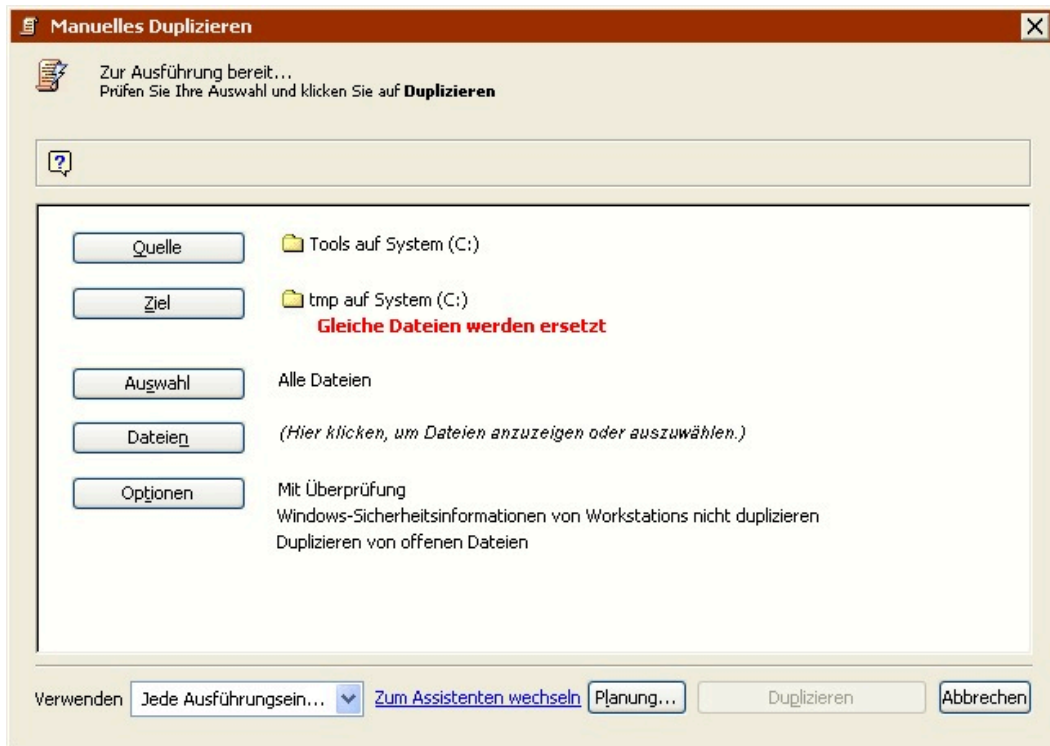 Manuelles Duplizieren
Zur Ausführung bereit...
Prüfen Sie Ihre Auswahl und klicken Sie auf Duplizieren
?
Quelle Tools auf System (C:)
Ziel tmp auf System (C:)
Gleiche Dateien werden ersetzt
Auswahl Alle Dateien
Dateien (Hier klicken, um Dateien anzuzeigen oder auszuwählen.)
Optionen Mit Überprüfung
Windows-Sicherheitsinformationen von Workstations nicht duplizieren
Duplizieren von offenen Dateien
Verwenden Jede Ausführungsein... Zum Assistenten wechseln Planung... Duplizieren Abbrechen